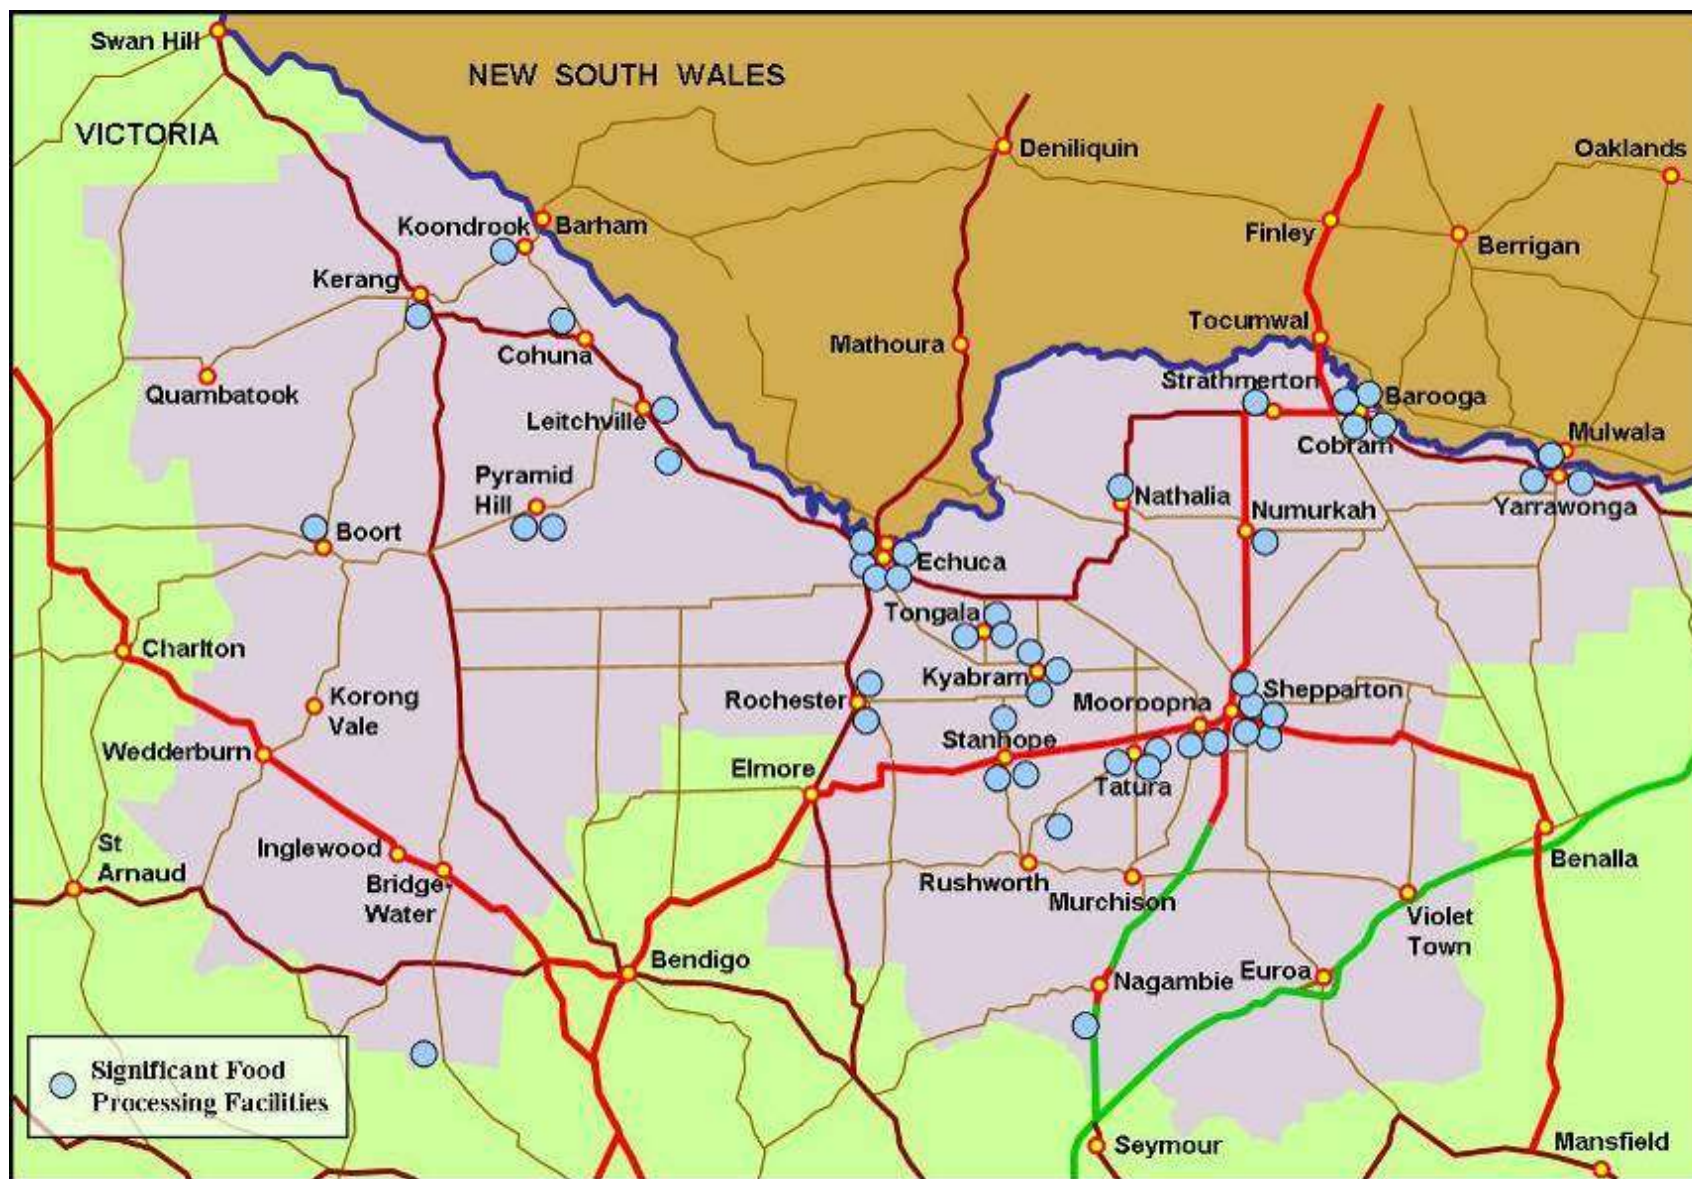 Swan Hill
NEW SOUTH WALES
VICTORIA
Deniliquin
Oaklands
Koondrook
Barham
Finley
Berrigan
Kerang
Tocumwal
Mathoura
Cohuna
Quambatook
Strathmerton
Barooga
Leitchville
Cobram
Mulwala
Pyramid
Hill
Nathalia
Numurkah
Yarrawonga
Boort
Echuca
Tongala
Charlton
Kyabram
Korong
Vale
Rochester
Mooroopna
Shepparton
Wedderburn
Stanhope
Elmore
Tatura
St
Arnaud
Inglewood
Bridge-
Water
Rushworth
Murchison
Benalla
Violet
Town
Bendigo
Nagambie
Euroa
Significant Food
Processing Facilities
Seymour
Mansfield